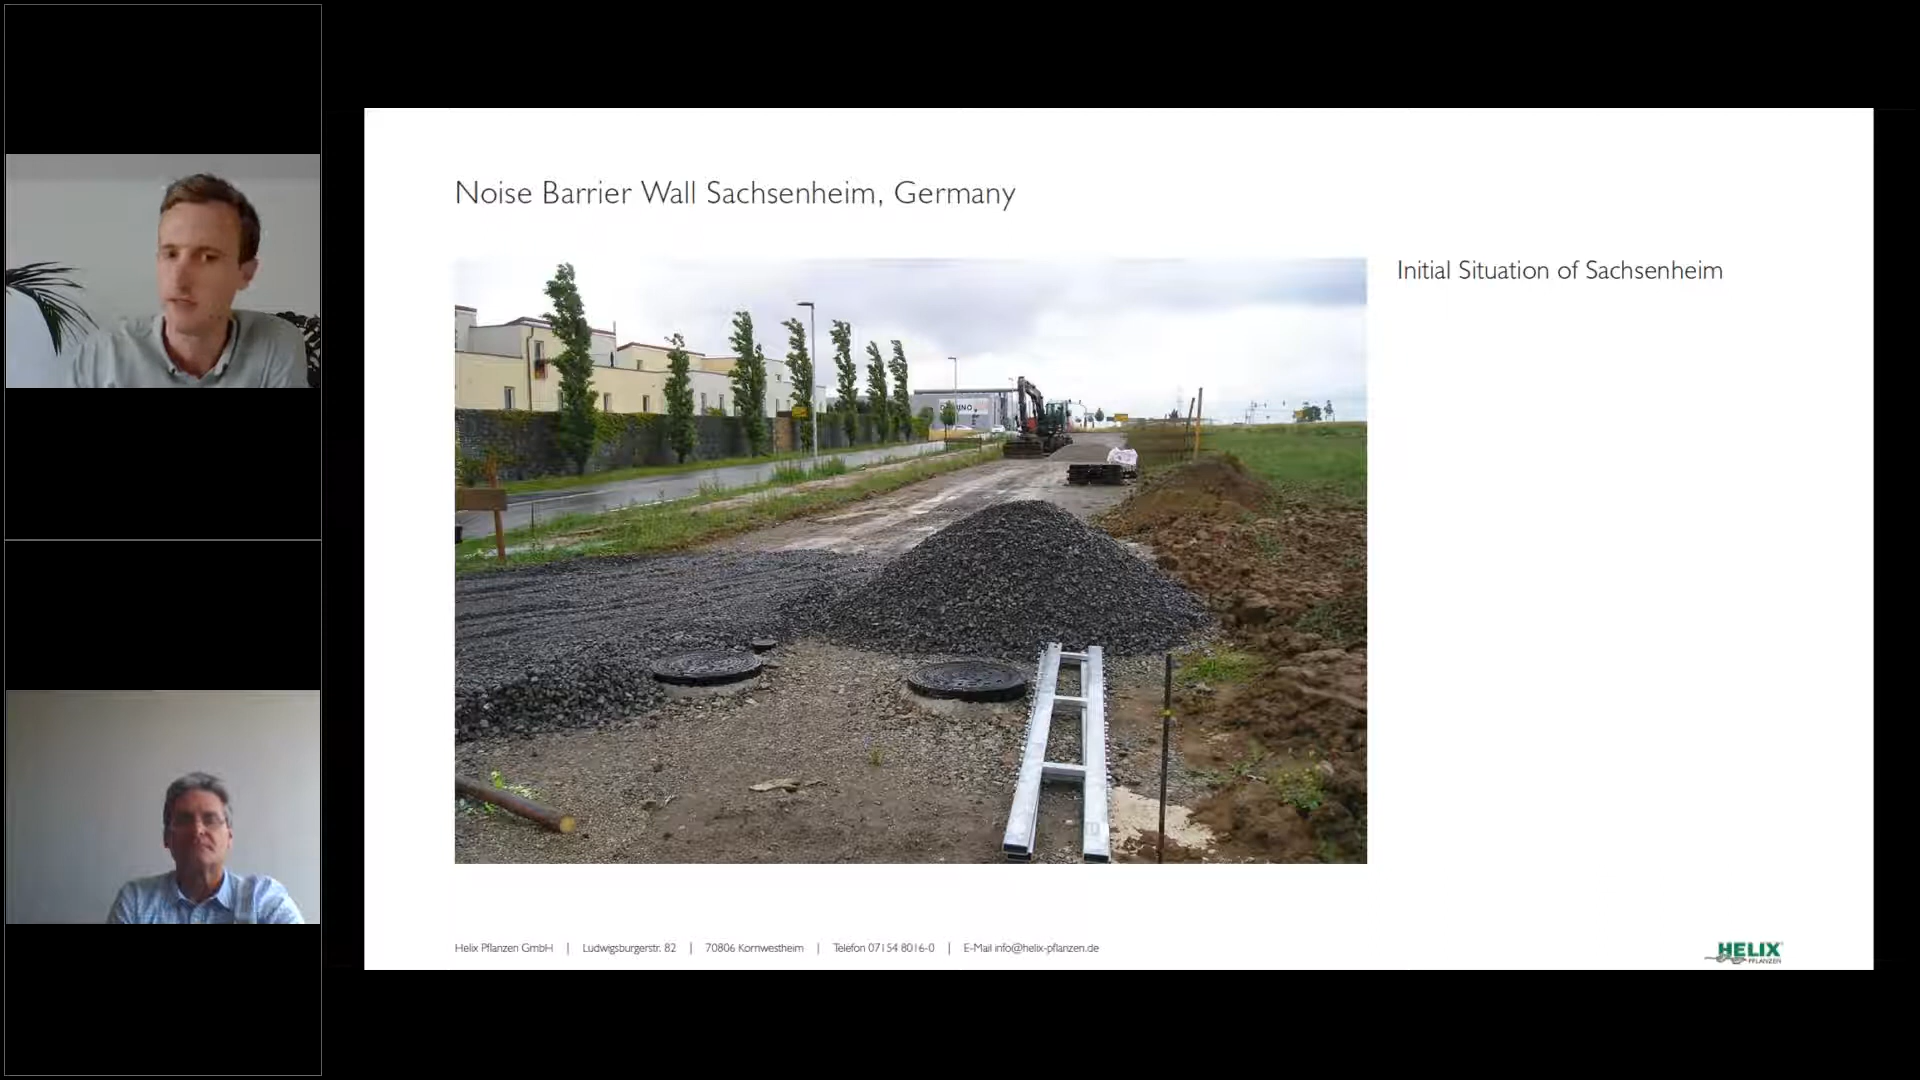 Noise Barrier Wall Sachsenheim, Germany
Initial Situation of Sachsenheim
Helix Pflanzen GmbH | Ludwigsburgerstr. 82 | 70806 Kornwestheim | Telefon 07154 8016-0 | E-Mail info@helix-pflanzen.de
HELIX
PFLANZEN